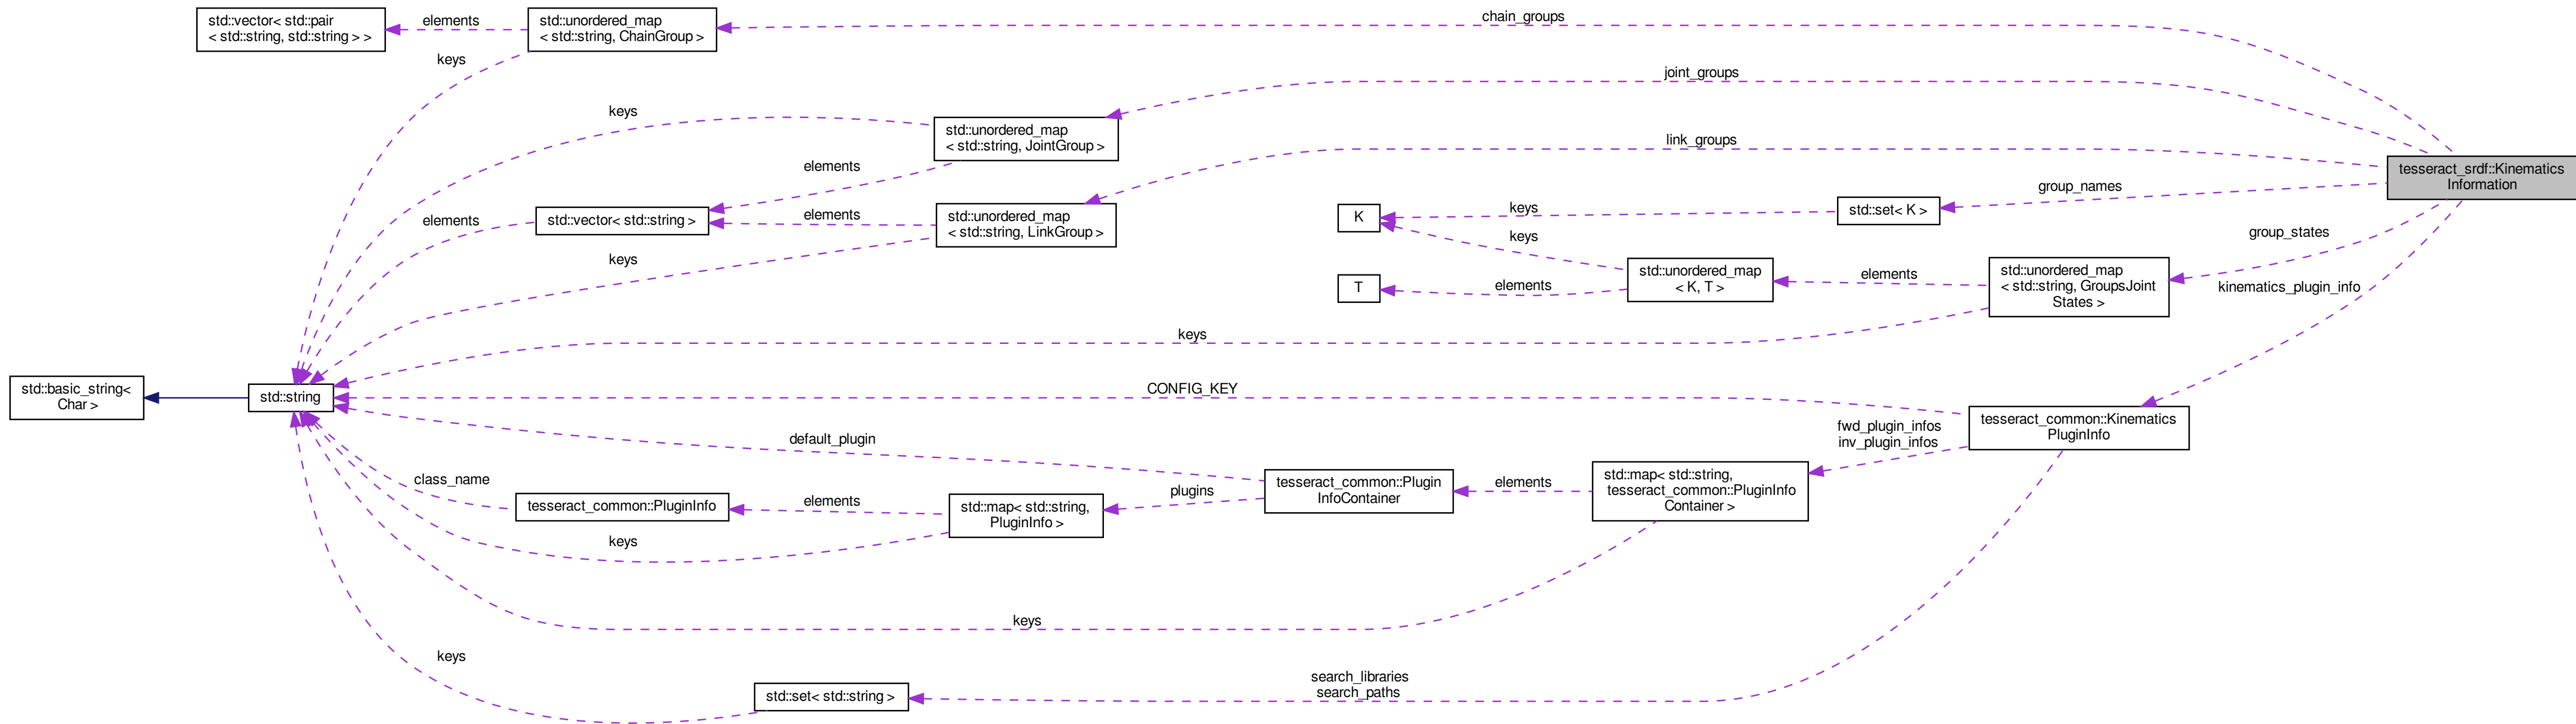 std::vector< std::pair
< std::string, std::string > >
elements
std::unordered_map
< std::string, ChainGroup >
chain_groups
keys
joint_groups
keys
std::unordered_map
< std::string, JointGroup >
link_groups
elements
tesseract_srdf::Kinematics
Information
group_names
elements
std::vector< std::string >
elements
std::unordered_map
< std::string, LinkGroup >
K
keys
std::set< K >
keys
group_states
keys
T
elements
std::unordered_map
< K, T >
elements
std::unordered_map
< std::string, GroupsJoint
States >
kinematics_plugin_info
keys
std::basic_string<
Char >
std::string
CONFIG_KEY
tesseract_common::Kinematics
PluginInfo
default_plugin
fwd_plugin_infos
inv_plugin_infos
class_name
tesseract_common::PluginInfo
elements
std::map< std::string,
PluginInfo >
plugins
tesseract_common::Plugin
InfoContainer
elements
std::map< std::string,
tesseract_common::PluginInfo
Container >
keys
keys
keys
std::set< std::string >
search_libraries
search_paths